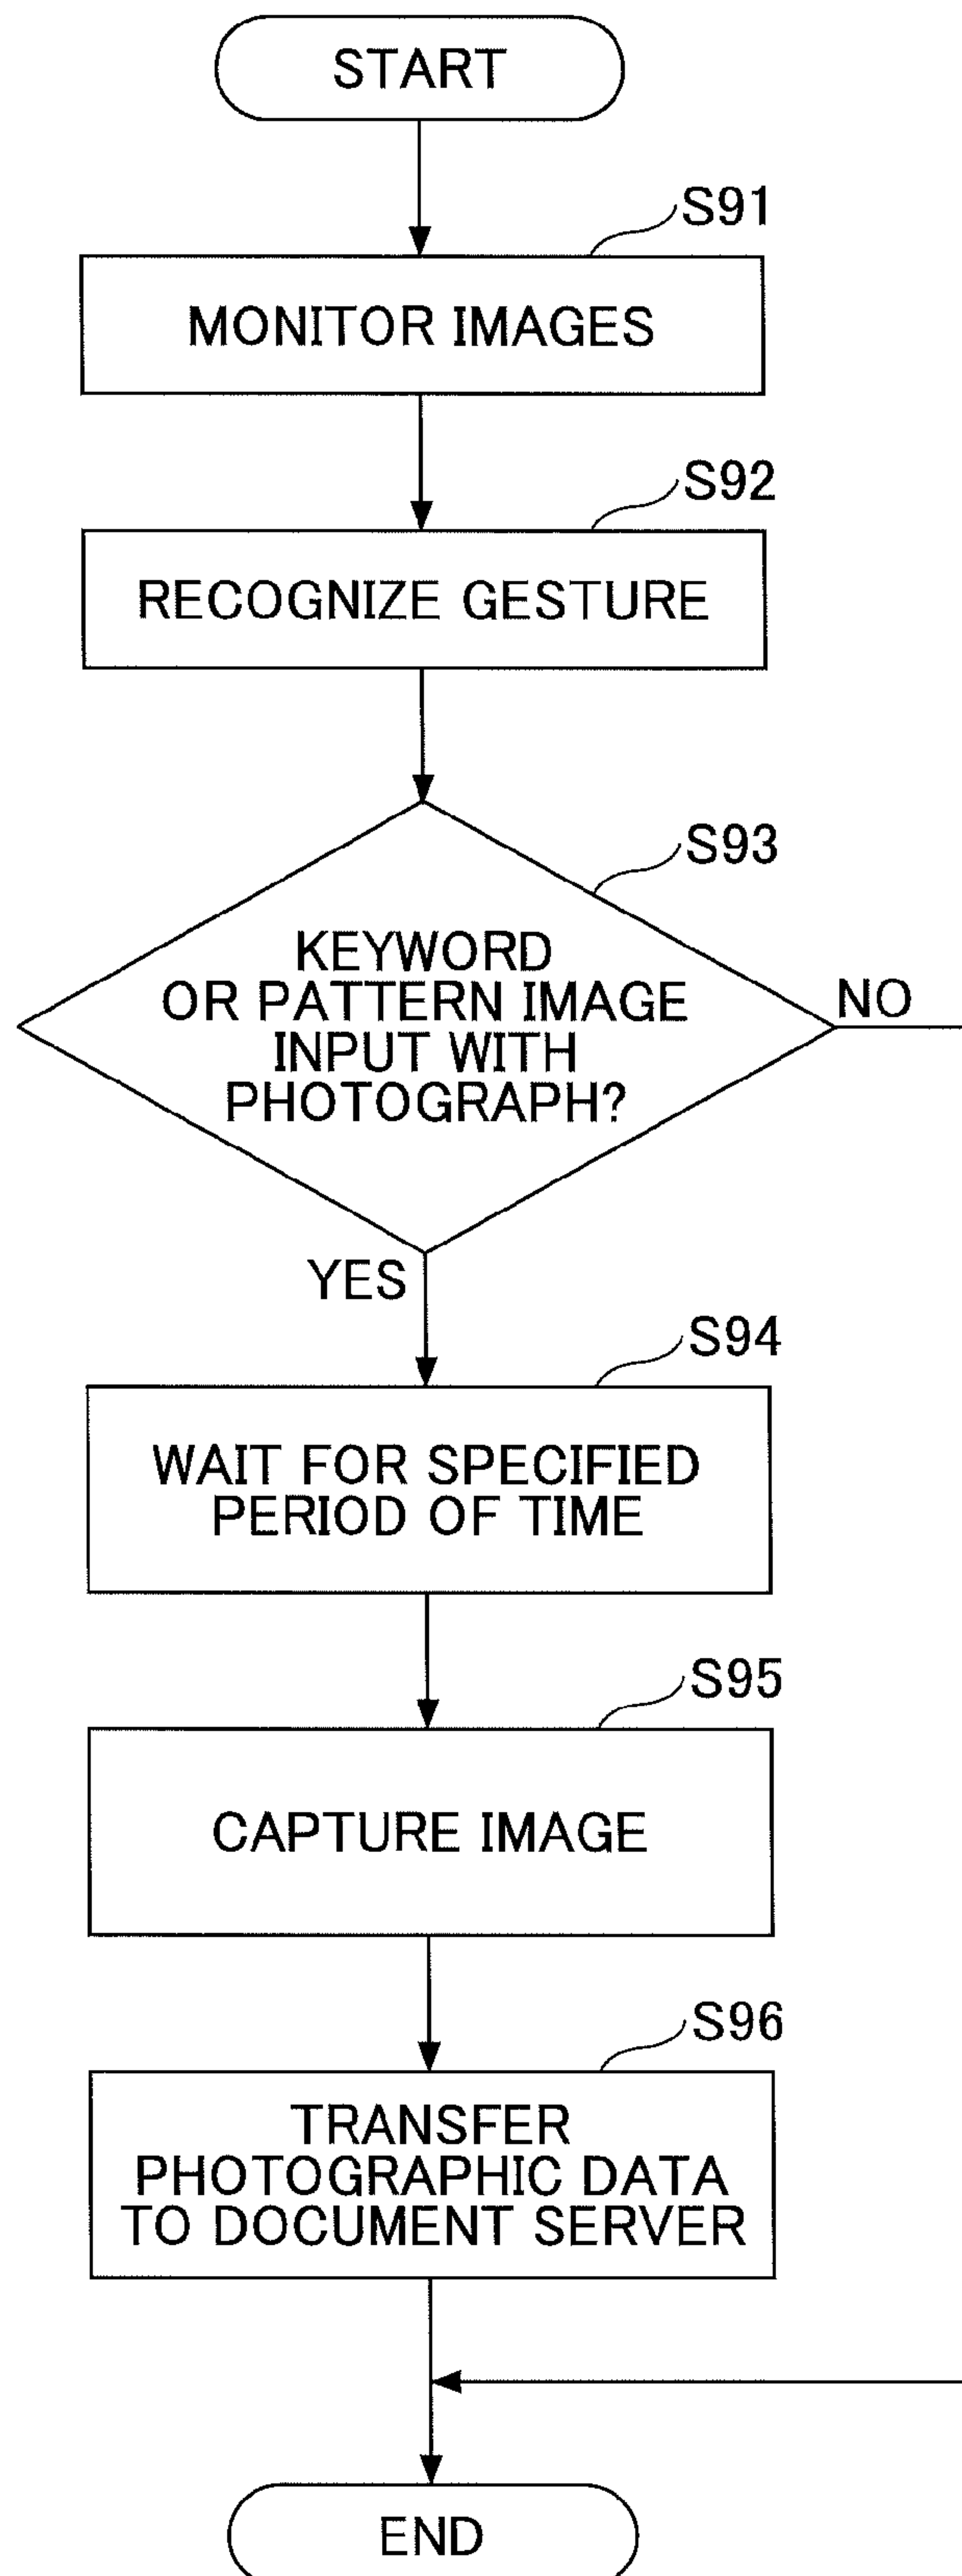 START
S91
MONITOR IMAGES
S92
RECOGNIZE GESTURE
S93
KEYWORD
OR PATTERN IMAGE
INPUT WITH
PHOTOGRAPH?
NO
YES
S94
WAIT FOR SPECIFIED
PERIOD OF TIME
S95
CAPTURE IMAGE
S96
TRANSFER
PHOTOGRAPHIC DATA
TO DOCUMENT SERVER
END